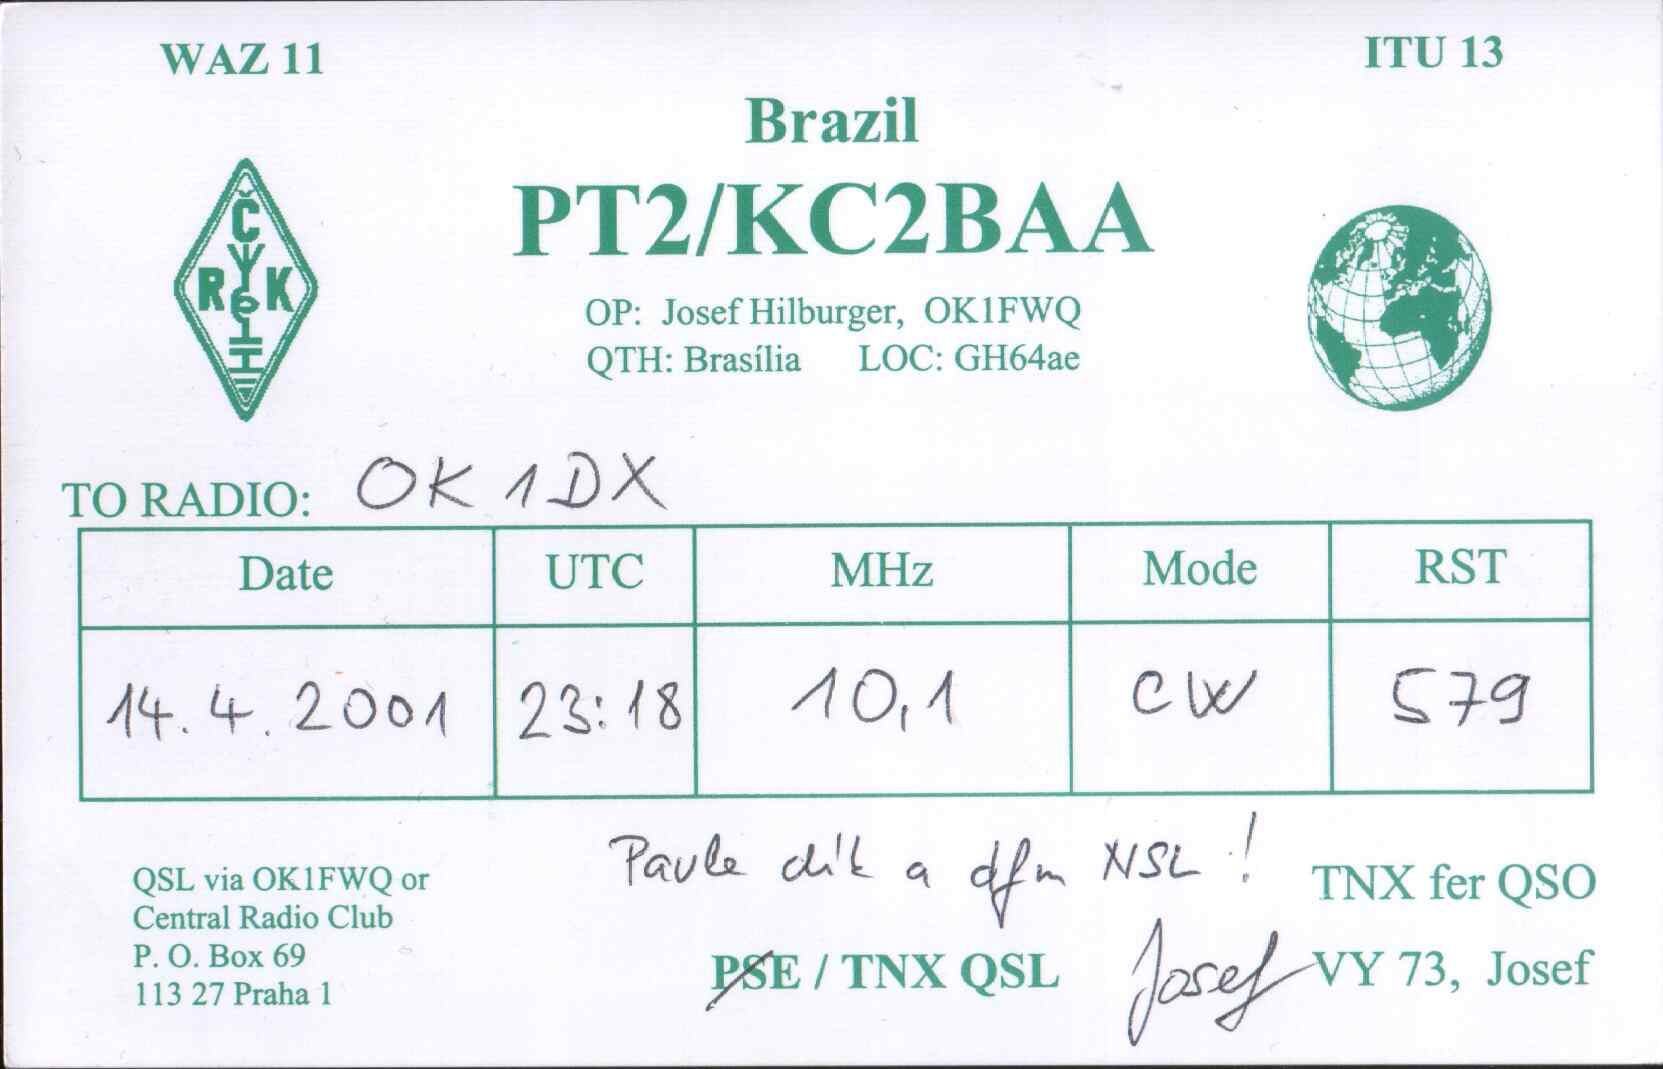 WAZ 11
ITU 13
Brazil
PT2/KC2BAA
OP: Josef Hilburger, OK1FWQ
QTH: Brasília LOC: GH64ae
Č
R K
TO RADIO: OK1DX
Date UTC MHz Mode RST
14.4.2001 23:18 10,1 CW 579
Pavle dík a dfm NSL!
QSL via OK1FWQ or
Central Radio Club
P. O. Box 69
113 27 Praha 1
TNX fer QSO
PSE / TNX QSL
Josef
VY 73, Josef